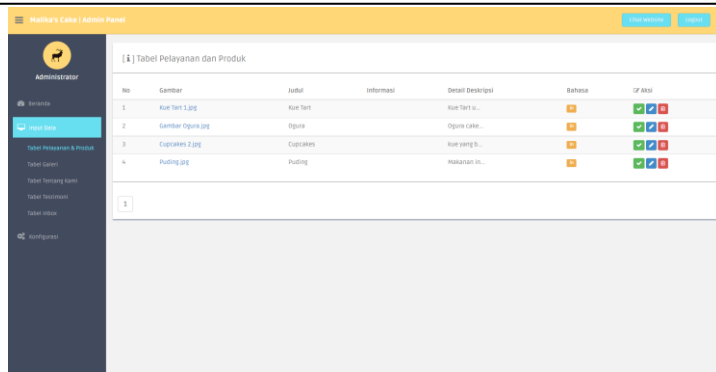 Malika's Cake | Admin Panel
Lihat Website
Logout
Administrator
Beranda
Input Data
Tabel Pelayanan & Produk
Tabel Galeri
Tabel Tentang Kami
Tabel Testimoni
Tabel Inbox
Konfigurasi
[i] Tabel Pelayanan dan Produk
No Gambar Judul Informasi Detail Deskripsi Bahasa Aksi
1 Kue Tart 1.jpg Kue Tart Kue Tart u...
2 Gambar Ogura.jpg Ogura Ogura cake...
3 Cupcakes 2.jpg Cupcakes kue yang b...
4 Puding.jpg Puding Makanan in...
1